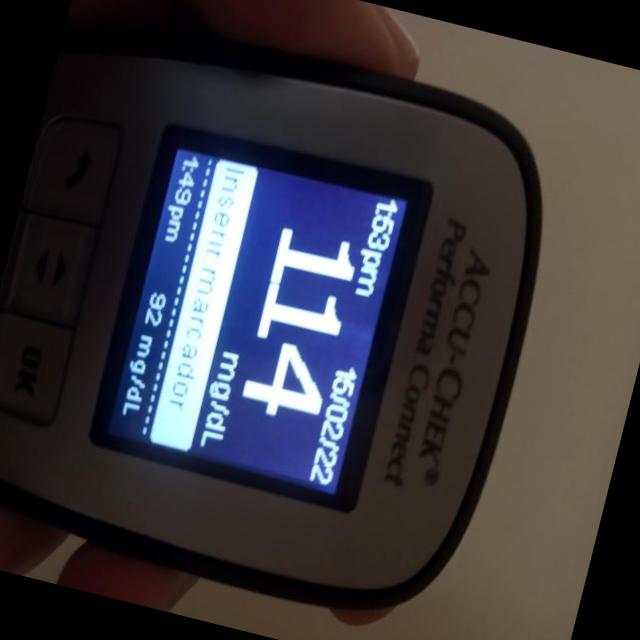 ACCU-CHEK®
Performa Connect
1:53pm 15/02/22
114
mg/dL
Inserir marcador
1:49pm 92 mg/dL
OK